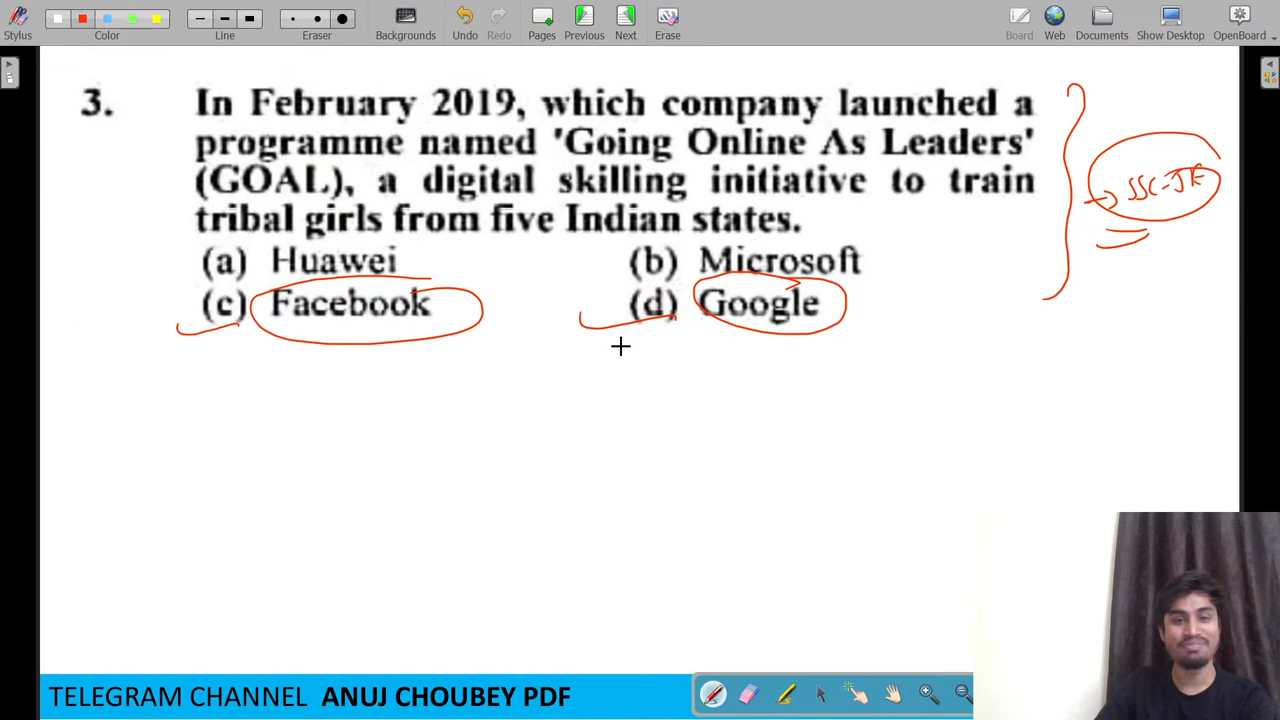 Stylus
Color
Line
Eraser
Backgrounds
Undo
Redo
Pages
Previous
Next
Erase
Board
Web
Documents
Show Desktop
OpenBoard
3. In February 2019, which company launched a
programme named 'Going Online As Leaders'
(GOAL), a digital skilling initiative to train
tribal girls from five Indian states.
(a) Huawei (b) Microsoft
(c) Facebook (d) Google
→ SSC-JE
TELEGRAM CHANNEL ANUJ CHOUBEY PDF